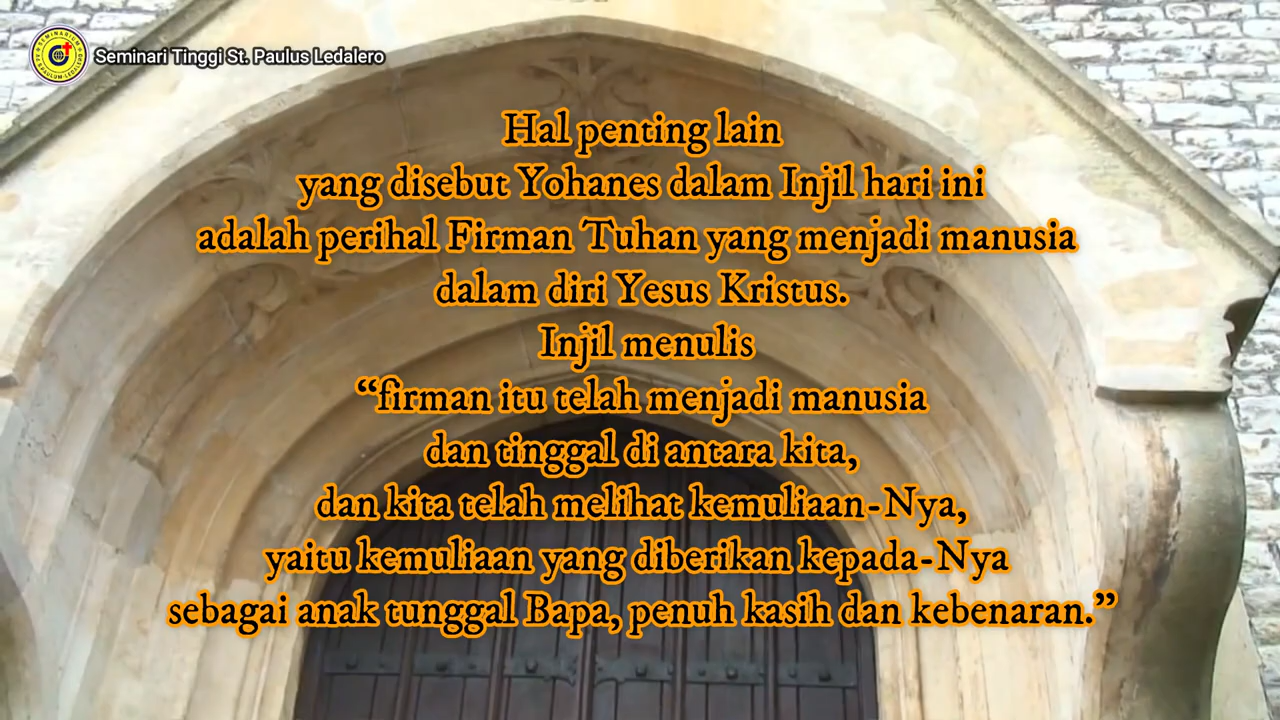 Seminari Tinggi St. Paulus Ledalero
Hal penting lain
yang disebut Yohanes dalam Injil hari ini
adalah perihal Firman Tuhan yang menjadi manusia
dalam diri Yesus Kristus.
Injil menulis
“firman itu telah menjadi manusia
dan tinggal di antara kita,
dan kita telah melihat kemuliaan-Nya,
yaitu kemuliaan yang diberikan kepada-Nya
sebagai anak tunggal Bapa, penuh kasih dan kebenaran.”